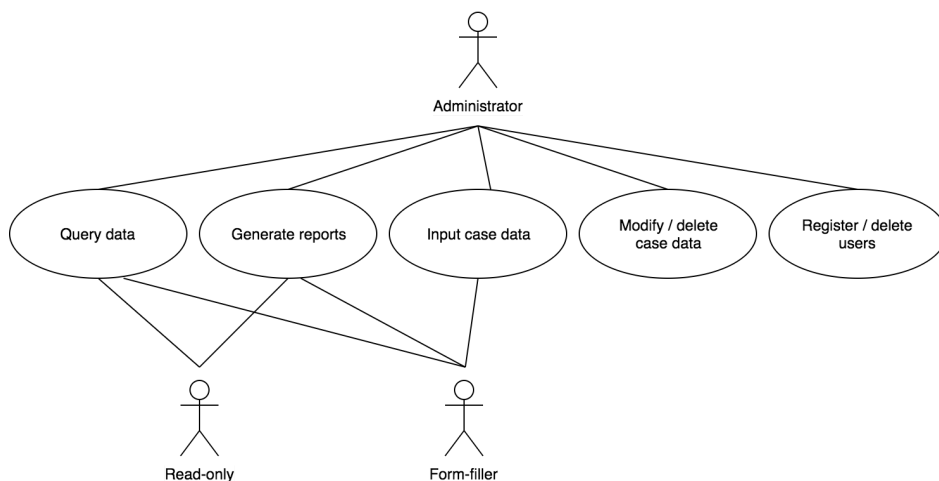 Administrator
Query data
Generate reports
Input case data
Modify / delete
case data
Register / delete
users
Read-only
Form-filler